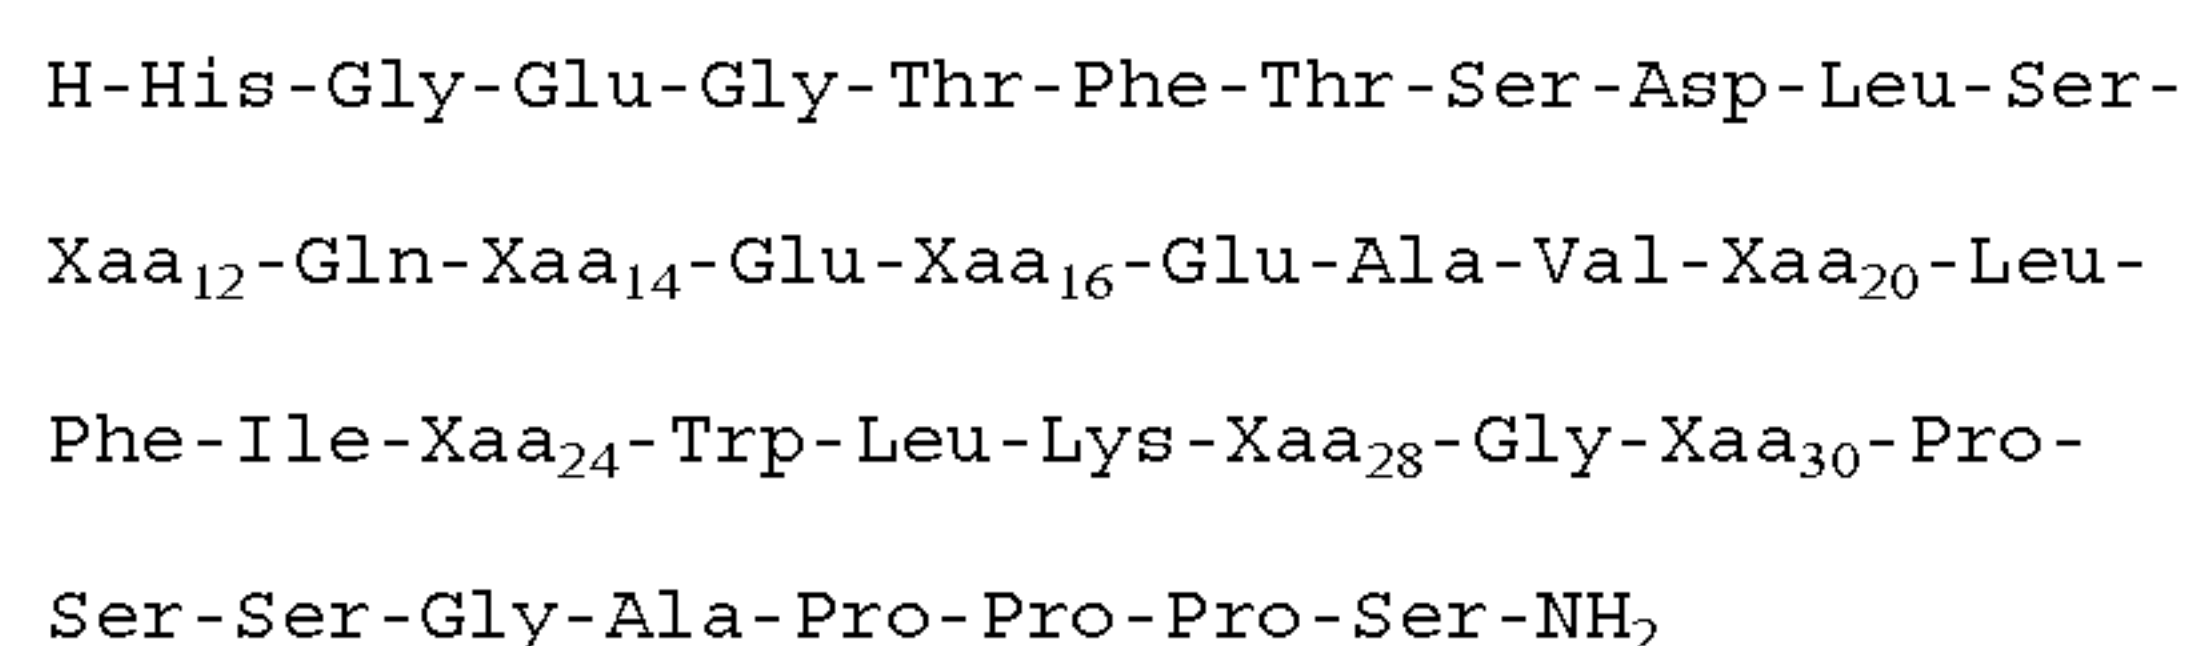 H-His-Gly-Glu-Gly-Thr-Phe-Thr-Ser-Asp-Leu-Ser-
Xaa₁₂-Gln-Xaa₁₄-Glu-Xaa₁₆-Glu-Ala-Val-Xaa₂₀-Leu-
Phe-Ile-Xaa₂₄-Trp-Leu-Lys-Xaa₂₈-Gly-Xaa₃₀-Pro-
Ser-Ser-Gly-Ala-Pro-Pro-Pro-Ser-NH₂